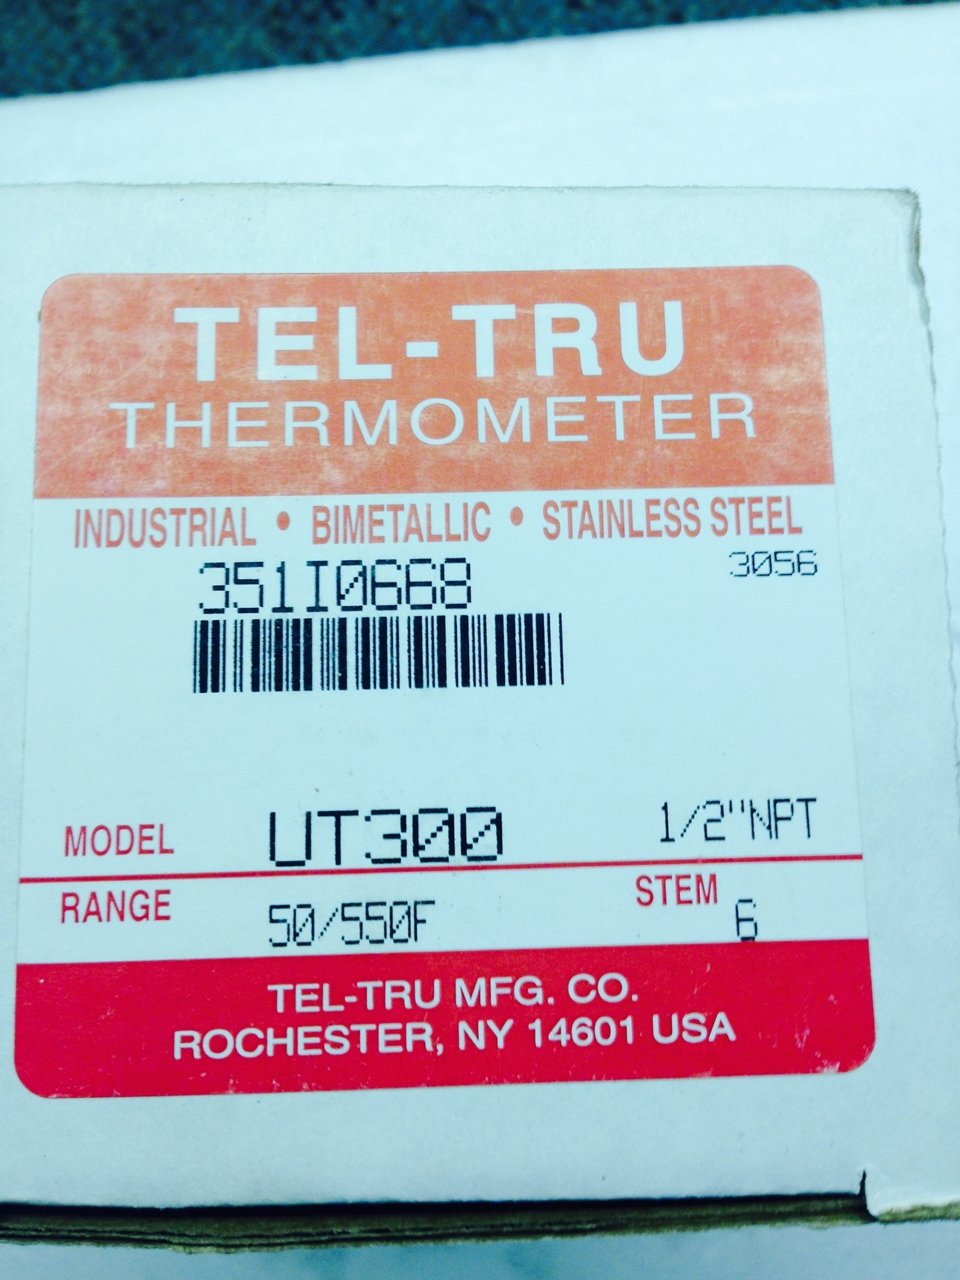 TEL-TRU
THERMOMETER
INDUSTRIAL • BIMETALLIC • STAINLESS STEEL
351I0668 3056
MODEL UT300 1/2"NPT
RANGE 50/550F STEM 6
TEL-TRU MFG. CO.
ROCHESTER, NY 14601 USA